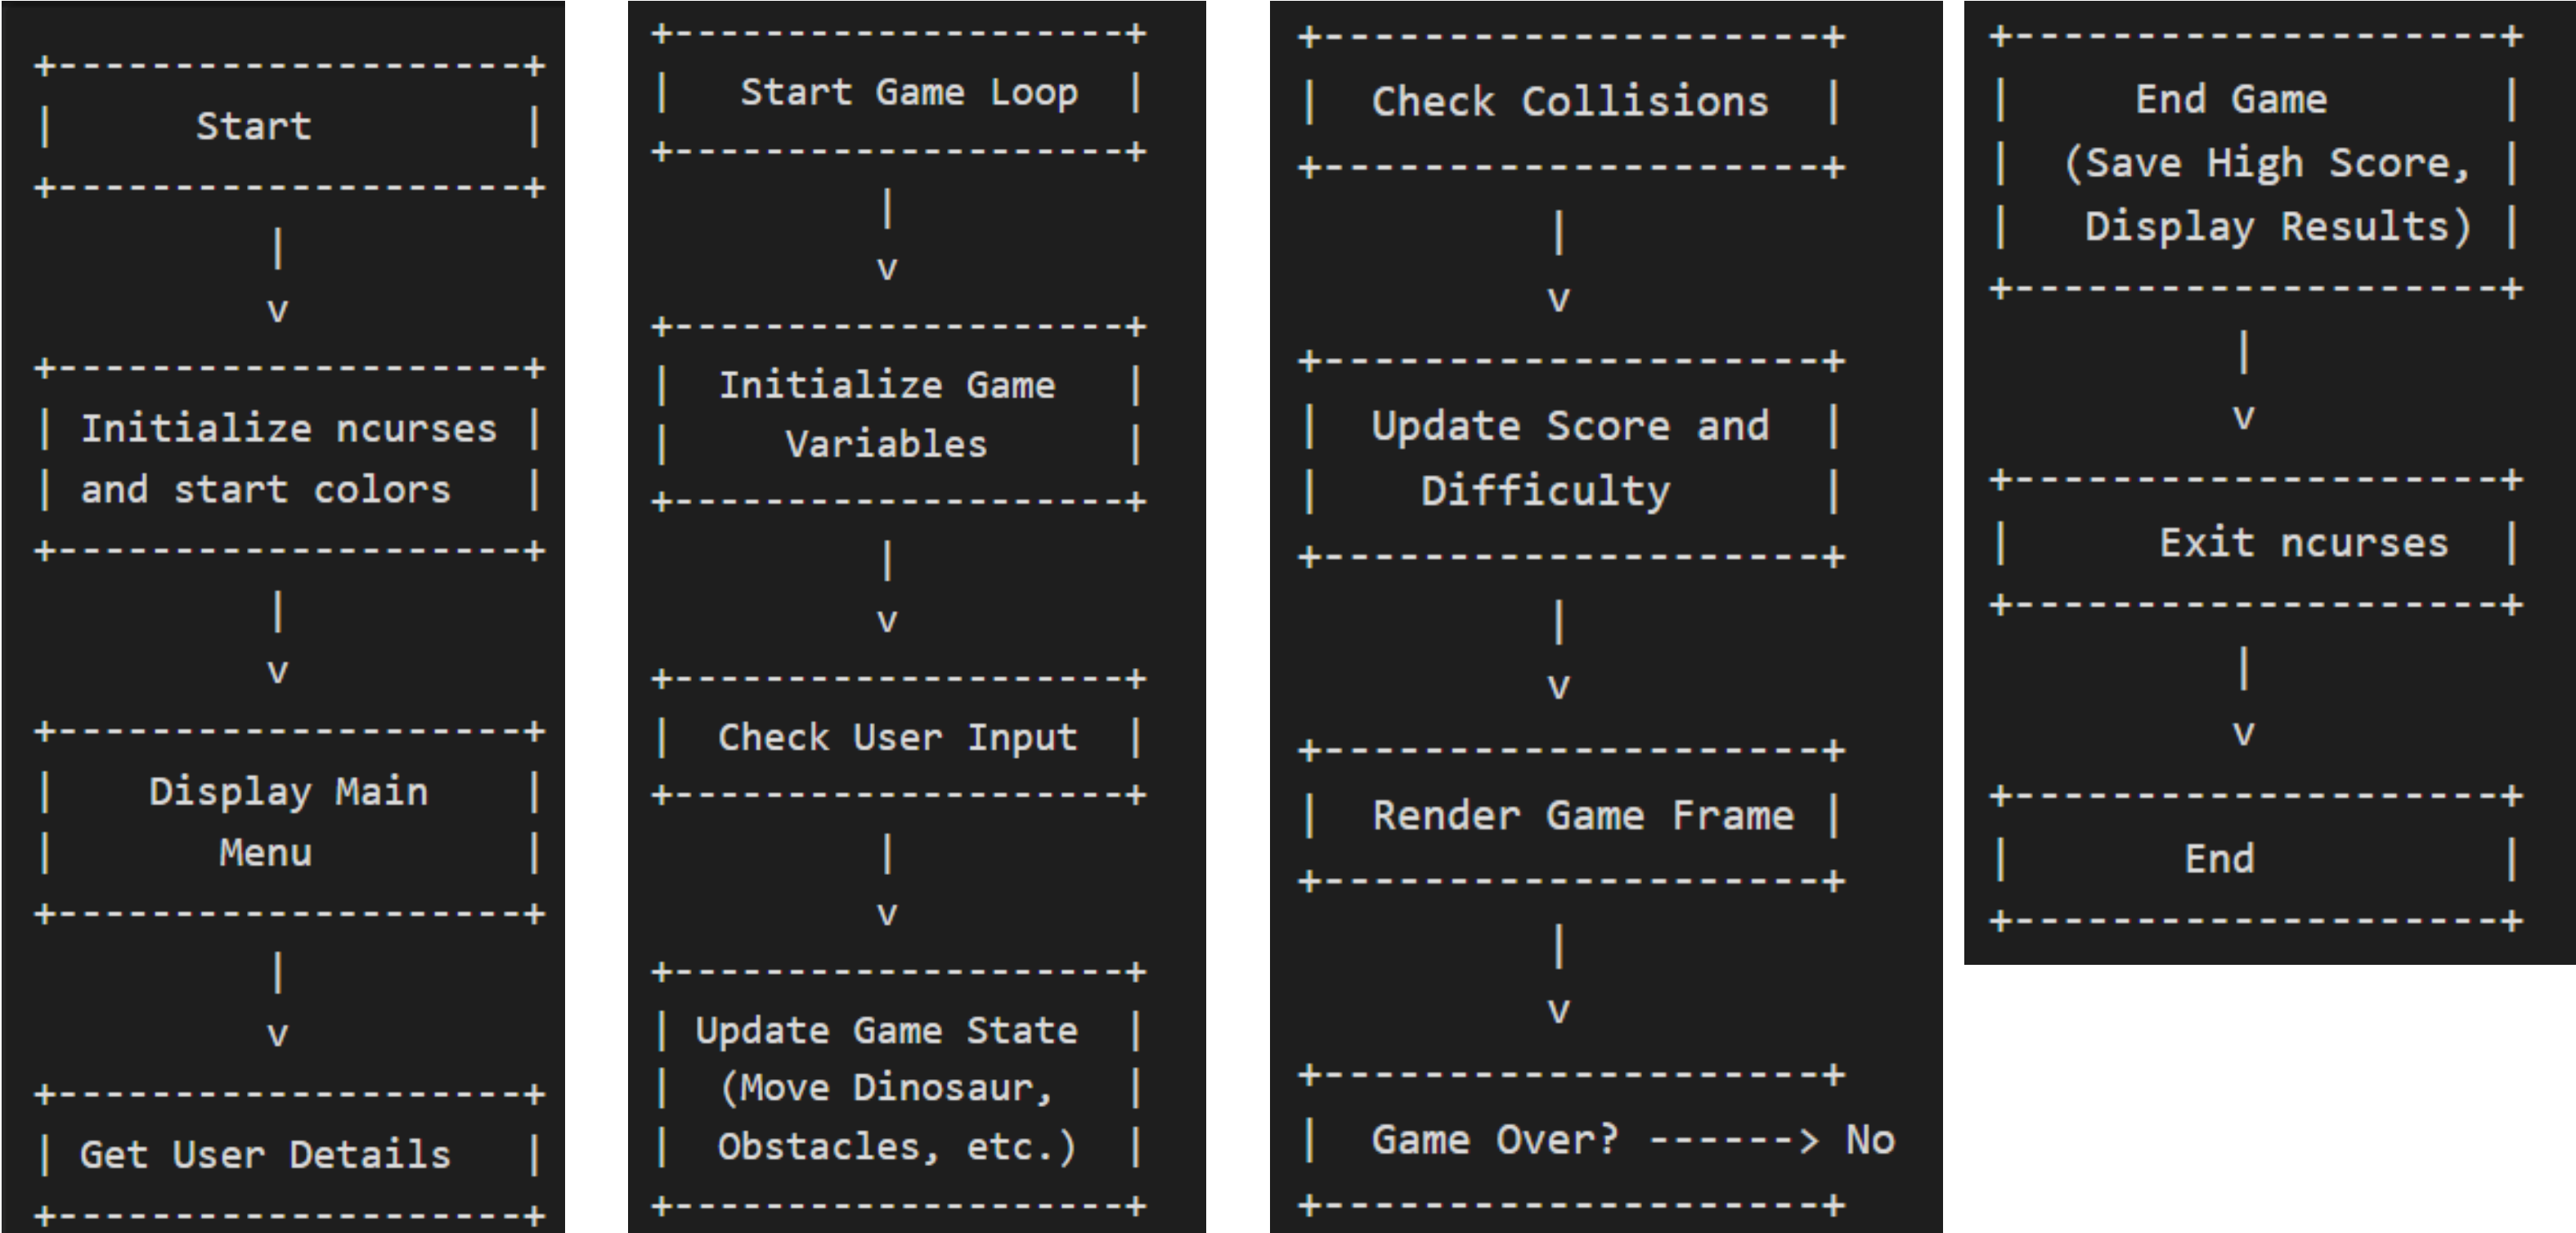 +--------------------+
|      Start         |
+--------------------+
          |
          v
+--------------------+
| Initialize ncurses |
| and start colors   |
+--------------------+
          |
          v
+--------------------+
|    Display Main    |
|       Menu         |
+--------------------+
          |
          v
+--------------------+
| Get User Details   |
+--------------------+
+--------------------+
|   Start Game Loop  |
+--------------------+
          |
          v
+--------------------+
|  Initialize Game   |
|     Variables      |
+--------------------+
          |
          v
+--------------------+
|  Check User Input  |
+--------------------+
          |
          v
+--------------------+
| Update Game State  |
|  (Move Dinosaur,   |
|  Obstacles, etc.)  |
+--------------------+
+--------------------+
|  Check Collisions  |
+--------------------+
          |
          v
+--------------------+
|  Update Score and  |
|    Difficulty      |
+--------------------+
          |
          v
+--------------------+
|  Render Game Frame |
+--------------------+
          |
          v
+--------------------+
|  Game Over? ------> No
+--------------------+
+--------------------+
|     End Game       |
|  (Save High Score, |
|   Display Results) |
+--------------------+
          |
          v
+--------------------+
|      Exit ncurses  |
+--------------------+
          |
          v
+--------------------+
|       End          |
+--------------------+